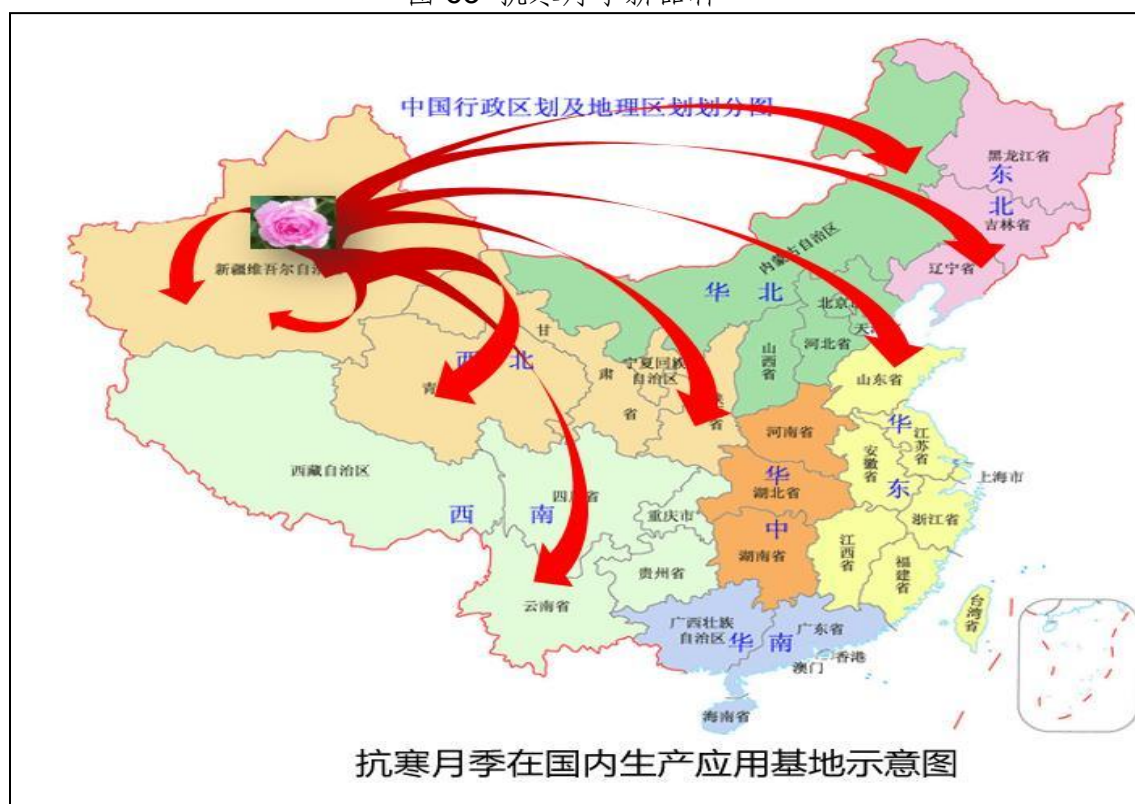 中国行政区划及地理区划划分图
黑龙江省
东
北
吉林省
辽宁省
内蒙古自治区
新疆维吾尔自治
华 北
北京
天
河北省
山西省
山东省
甘
肃
省
宁夏回族
自治区
西 北
青
省
河南省
华
东
江苏省
安徽省
上海市
西藏自治区
四川省
重庆市
西 南
华
中
湖北省
湖南省
浙江省
江西省
福建省
贵州省
云南省
台湾省
广西壮族
自治区
华 南
广东省
香港
澳门
海南省
抗寒月季在国内生产应用基地示意图